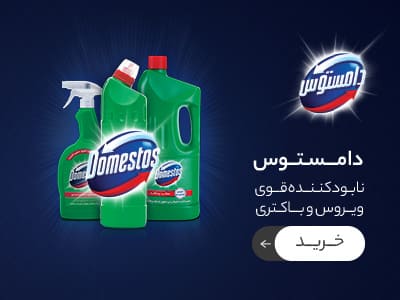 دامستوس
Domestos
دامستوس
نابودکننده قوی
ویروس و باکتری
خرید